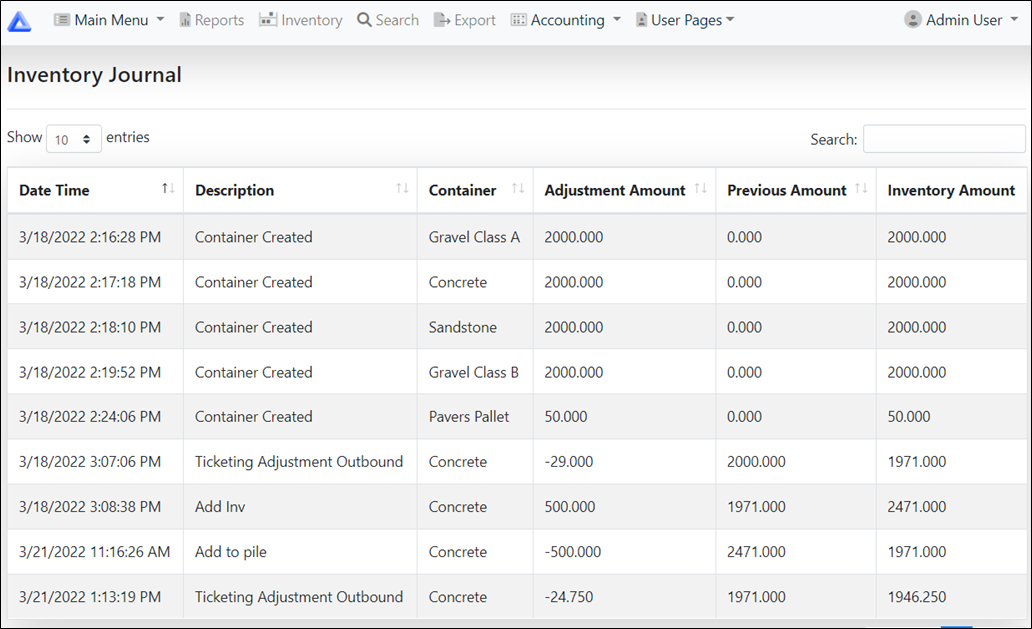 Main Menu Reports Inventory Search Export Accounting User Pages Admin User
Inventory Journal
Show 10 entries Search:
Date Time Description Container Adjustment Amount Previous Amount Inventory Amount
3/18/2022 2:16:28 PM Container Created Gravel Class A 2000.000 0.000 2000.000
3/18/2022 2:17:18 PM Container Created Concrete 2000.000 0.000 2000.000
3/18/2022 2:18:10 PM Container Created Sandstone 2000.000 0.000 2000.000
3/18/2022 2:19:52 PM Container Created Gravel Class B 2000.000 0.000 2000.000
3/18/2022 2:24:06 PM Container Created Pavers Pallet 50.000 0.000 50.000
3/18/2022 3:07:06 PM Ticketing Adjustment Outbound Concrete -29.000 2000.000 1971.000
3/18/2022 3:08:38 PM Add Inv Concrete 500.000 1971.000 2471.000
3/21/2022 11:16:26 AM Add to pile Concrete -500.000 2471.000 1971.000
3/21/2022 1:13:19 PM Ticketing Adjustment Outbound Concrete -24.750 1971.000 1946.250